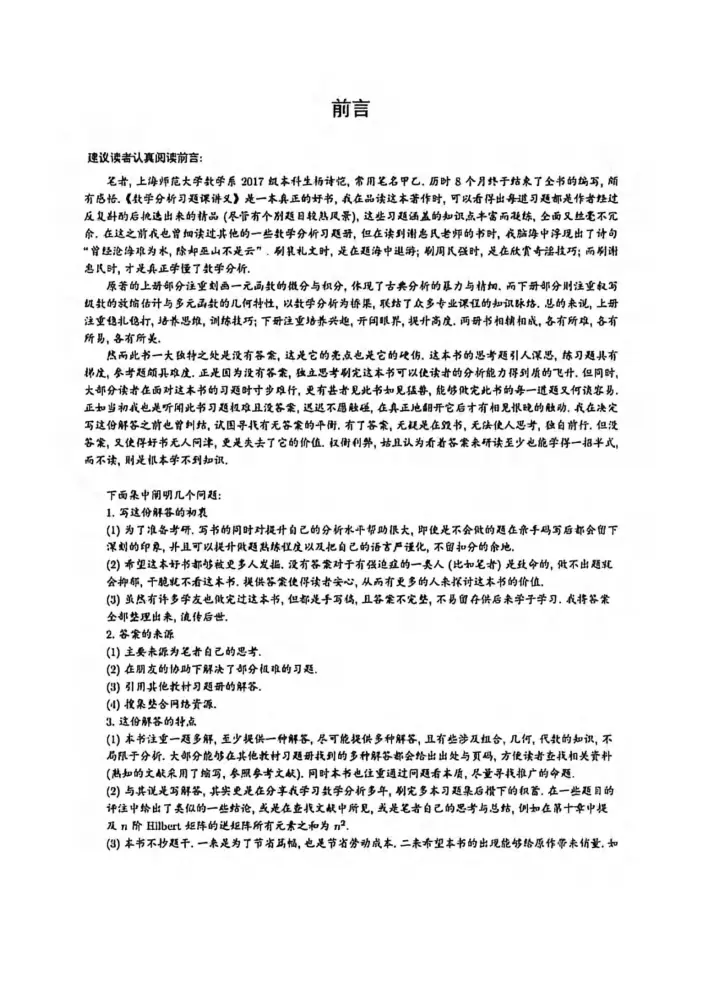 前言
建议读者认真阅读前言:
笔者, 上海师范大学数学系 2017 级本科生杨诗恺, 常用笔名甲乙. 历时 8 个月终于结束了全书的编写, 颇
有感悟.《数学分析习题课讲义》是一本真正的好书, 我在品读这本著作时, 可以看得出每道习题都是作者经过
反复斟酌后挑选出来的精品 (尽管有个别题目较煞风景), 这些习题涵盖的知识点丰富而凝练, 全面又丝毫不冗
余. 在这之前我也曾细读过其他的一些数学分析习题册, 但在读到谢惠民老师的书时, 我脑海中浮现出了诗句
“曾经沧海难为水, 除却巫山不是云”. 刷裴礼文时, 是在题海中遨游; 刷周民强时, 是在欣赏奇淫技巧; 而刷谢
惠民时, 才是真正学懂了数学分析.
原著的上册部分注重刻画一元函数的微分与积分, 体现了古典分析的暴力与精细. 而下册部分则注重叙写
级数的敛缩估计与多元函数的几何特性, 以数学分析为桥梁, 联结了众多专业课程的知识脉络. 总的来说, 上册
注重稳扎稳打, 培养思维, 训练技巧; 下册注重培养兴趣, 开阔眼界, 提升高度. 两册书相辅相成, 各有所难, 各有
所易, 各有所美.
然而此书一大独特之处是没有答案, 这是它的亮点也是它的硬伤. 这本书的思考题引人深思, 练习题具有
梯度, 参考题颇具难度. 正是因为没有答案, 独立思考刷完这本书可以使读者的分析能力得到质的飞升. 但同时,
大部分读者在面对这本书的习题时寸步难行, 更有甚者见此书如见猛兽, 能够做完此书的每一道题又何谈容易.
正如当初我也是听闻此书习题极难且没答案, 迟迟不愿触碰, 在真正地翻开它后才有相见恨晚的触动. 我在决定
写这份解答之前也曾纠结, 试图寻找有无答案的平衡. 有了答案, 无疑是在毁书, 无法使人思考, 独自前行. 但没
答案, 又使得好书无人问津, 更是失去了它的价值. 权衡利弊, 姑且认为看着答案来研读至少也能学得一招半式,
而不读, 则是根本学不到知识.
下面集中阐明几个问题:
1. 写这份解答的初衷
(1) 为了准备考研. 写书的同时对提升自己的分析水平帮助很大, 即使是不会做的题在亲手码写后都会留下
深刻的印象, 并且可以提升做题熟练程度以及把自己的语言严谨化, 不留扣分的余地.
(2) 希望这本好书都够被更多人发掘. 没有答案对于有强迫症的一类人 (比如笔者) 是致命的, 做不出题就
会抑郁, 干脆就不看这本书. 提供答案使得读者安心, 从而有更多的人来探讨这本书的价值.
(3) 虽然有许多学友也做完过这本书, 但都是手写稿, 且答案不完整, 不易留存供后来学子学习. 我将答案
全部整理出来, 流传后世.
2. 答案的来源
(1) 主要来源为笔者自己的思考.
(2) 在朋友的协助下解决了部分极难的习题.
(3) 引用其他教材习题册的解答.
(4) 搜集整合网络资源.
3. 这份解答的特点
(1) 本书注重一题多解, 至少提供一种解答, 尽可能提供多种解答, 且有些涉及组合, 几何, 代数的知识, 不
局限于分析. 大部分能够在其他教材习题册找到的多种解答都会给出出处与页码, 方便读者查找相关资料
(熟知的文献采用了缩写, 参照参考文献). 同时本书也注重通过问题看本质, 尽量寻找推广的命题.
(2) 与其说是写解答, 其实更是在分享我学习数学分析多年, 刷完多本习题集后攒下的积蓄. 在一些题目的
评注中给出了类似的一些结论, 或是在查找文献中所见, 或是笔者自己的思考与总结, 例如在第十章中提
及 n 阶 Hilbert 矩阵的逆矩阵所有元素之和为 n².
(3) 本书不抄题干. 一来是为了节省篇幅, 也是节省劳动成本. 二来希望本书的出现能够给原作带来销量. 如